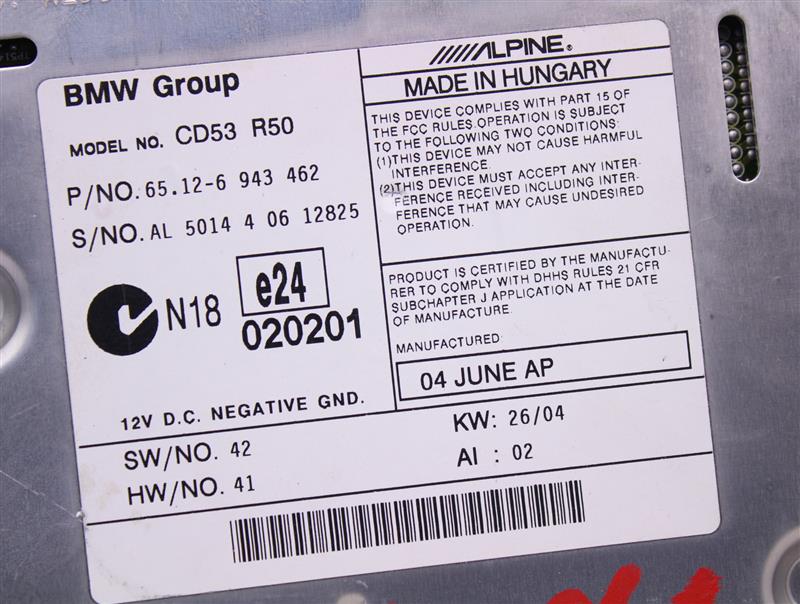 BMW Group
MODEL NO. CD53 R50
P/NO. 65.12-6 943 462
S/NO. AL 5014 4 06 12825
N18
e24
020201
12V D.C. NEGATIVE GND.
ALPINE®
MADE IN HUNGARY
THIS DEVICE COMPLIES WITH PART 15 OF
THE FCC RULES.OPERATION IS SUBJECT
TO THE FOLLOWING TWO CONDITIONS:
(1)THIS DEVICE MAY NOT CAUSE HARMFUL
INTERFERENCE.
(2)THIS DEVICE MUST ACCEPT ANY INTER-
FERENCE RECEIVED INCLUDING INTER-
FERENCE THAT MAY CAUSE UNDESIRED
OPERATION.
PRODUCT IS CERTIFIED BY THE MANUFACTU-
RER TO COMPLY WITH DHHS RULES 21 CFR
SUBCHAPTER J APPLICATION AT THE DATE
OF MANUFACTURE.
MANUFACTURED
04 JUNE AP
SW/NO. 42
HW/NO. 41
KW: 26/04
AI : 02